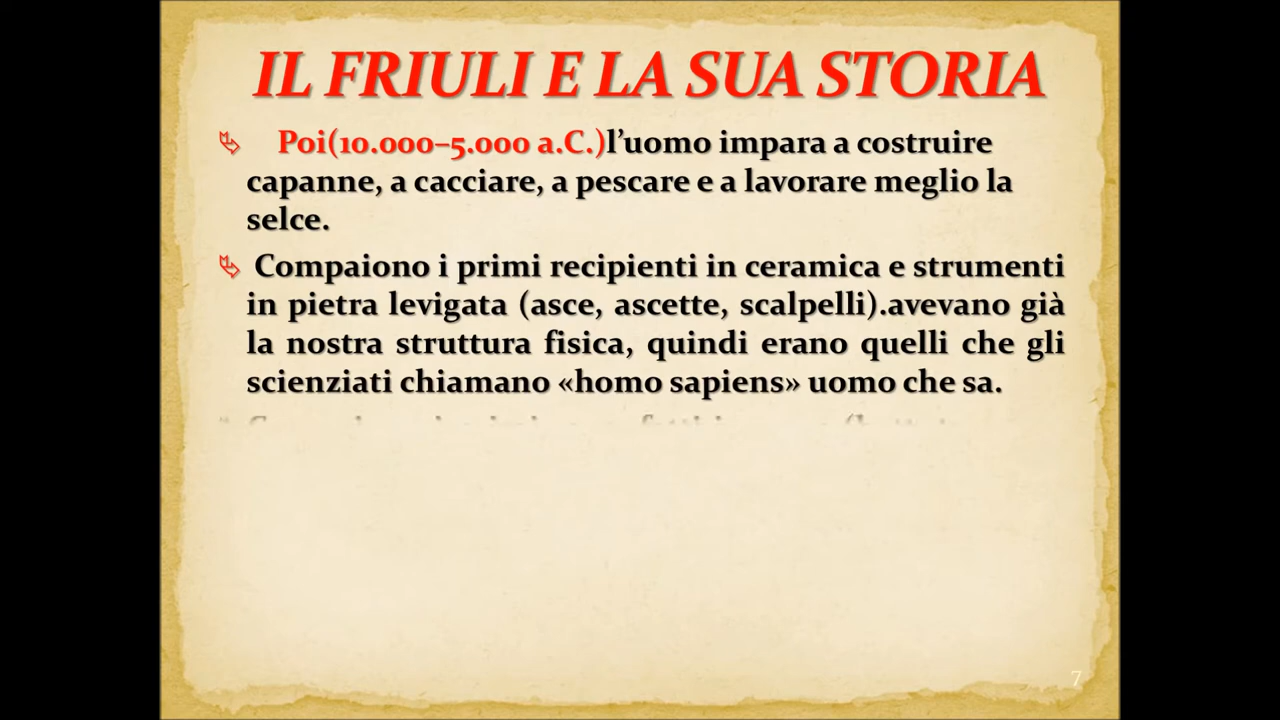 IL FRIULI E LA SUA STORIA
Poi(10.000–5.000 a.C.)l’uomo impara a costruire
capanne, a cacciare, a pescare e a lavorare meglio la
selce.
Compaiono i primi recipienti in ceramica e strumenti
in pietra levigata (asce, ascette, scalpelli).avevano già
la nostra struttura fisica, quindi erano quelli che gli
scienziati chiamano «homo sapiens» uomo che sa.
7